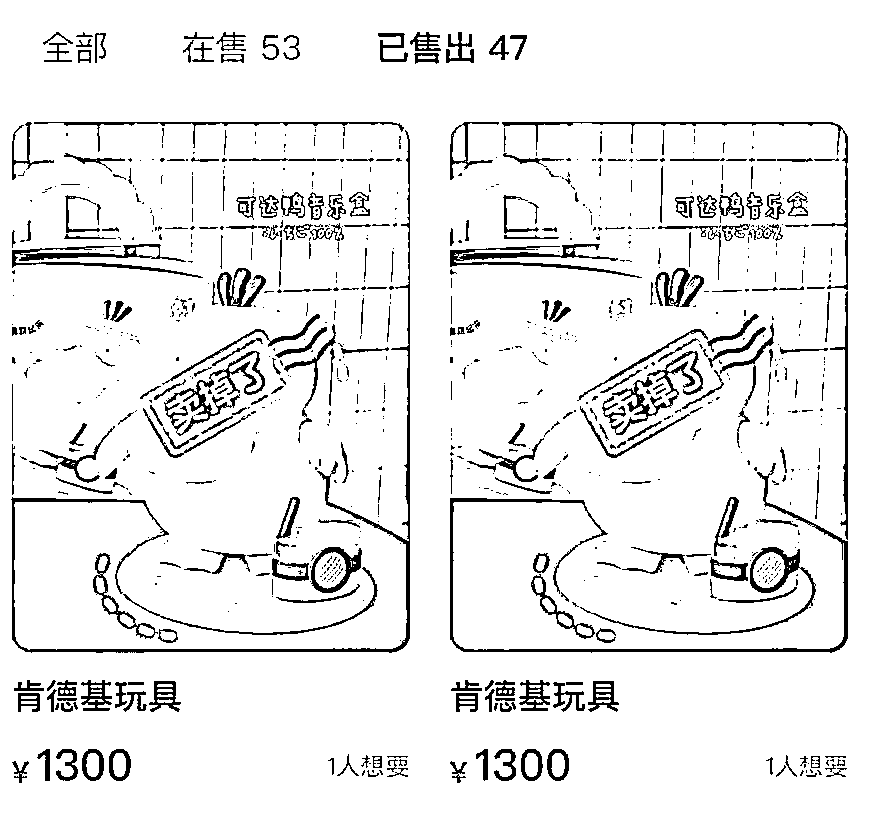 全部 在售 53 已售出 47
可达鸭音乐盒 可达鸭音乐盒
卖掉了 卖掉了
肯德基玩具 肯德基玩具
¥1300 1人想要 ¥1300 1人想要